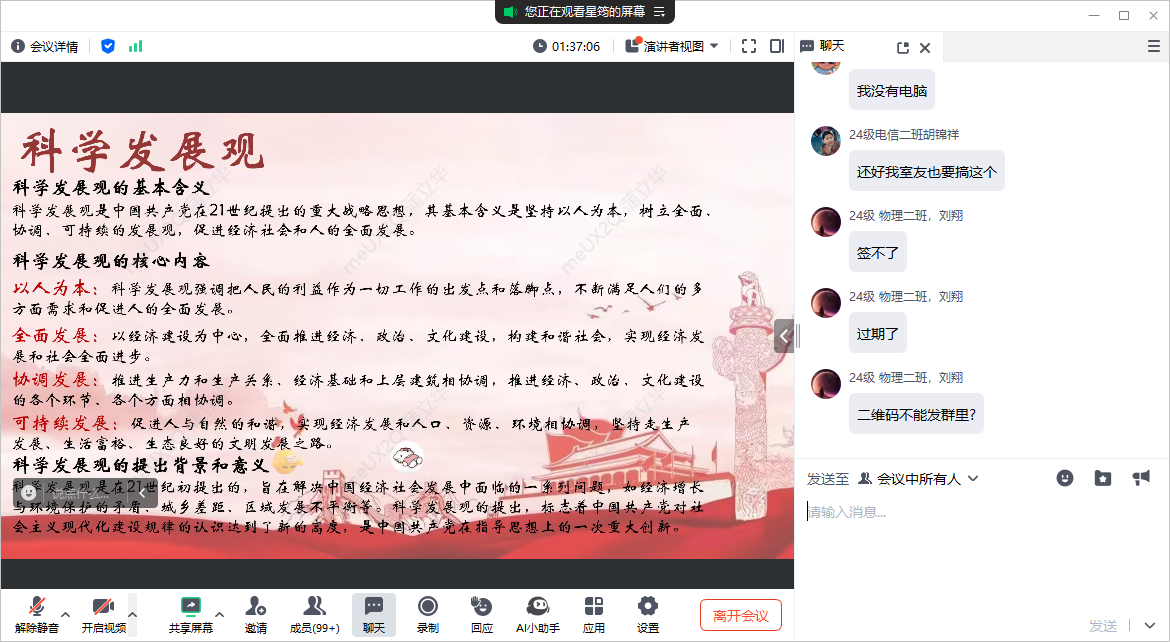 您正在观看星筠的屏幕
会议详情
01:37:06
演讲者视图
聊天
科学发展观
科学发展观的基本含义
科学发展观是中国共产党在21世纪提出的重大战略思想，其基本含义是坚持以人为本，树立全面、
协调、可持续的发展观，促进经济社会和人的全面发展。
科学发展观的核心内容
以人为本：科学发展观强调把人民的利益作为一切工作的出发点和落脚点，不断满足人们的多
方面需求和促进人的全面发展。
全面发展：以经济建设为中心，全面推进经济、政治、文化建设，构建和谐社会，实现经济发
展和社会全面进步。
协调发展：推进生产力和生产关系、经济基础和上层建筑相协调，推进经济、政治、文化建设
的各个环节、各个方面相协调。
可持续发展：促进人与自然的和谐，实现经济发展和人口、资源、环境相协调，坚持走生产
发展、生活富裕、生态良好的文明发展之路。
科学发展观的提出背景和意义
科学发展观是在21世纪初提出的，旨在解决中国经济社会发展中面临的一系列问题，如经济增长
与环境保护的矛盾、城乡差距、区域发展不平衡等。科学发展观的提出，标志着中国共产党对社
会主义现代化建设规律的认识达到了新的高度，是中国共产党在指导思想上的一次重大创新。
说点什么...
我没有电脑
24级电信二班胡锦祥
还好我室友也要搞这个
24级 物理二班，刘翔
签不了
24级 物理二班，刘翔
过期了
24级 物理二班，刘翔
二维码不能发群里?
发送至 会议中所有人
请输入消息...
发送
解除静音
开启视频
共享屏幕
邀请
成员(99+)
聊天
录制
回应
AI小助手
应用
设置
离开会议